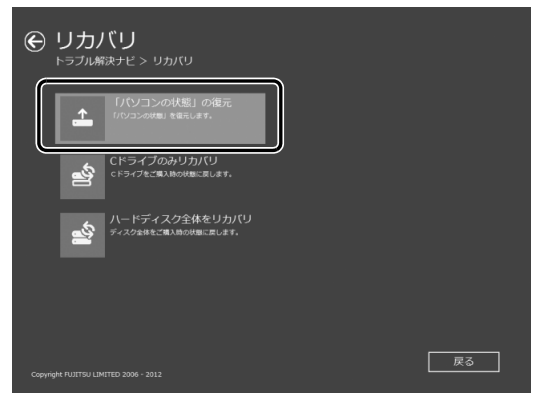 リカバリ
トラブル解決ナビ > リカバリ
「パソコンの状態」の復元
「パソコンの状態」を復元します。
Cドライブのみリカバリ
Cドライブをご購入時の状態に戻します。
ハードディスク全体をリカバリ
ディスク全体をご購入時の状態に戻します。
戻る
Copyright FUJITSU LIMITED 2006 - 2012